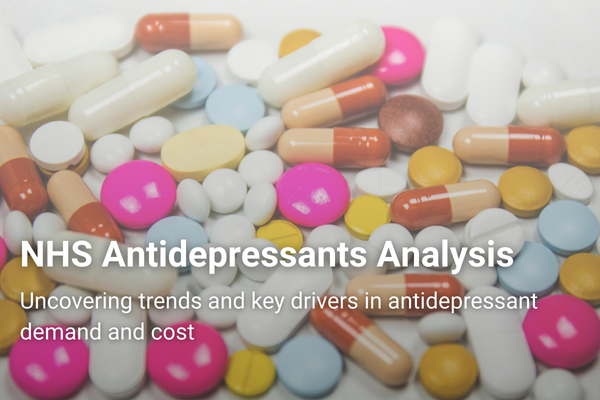 NHS Antidepressants Analysis
Uncovering trends and key drivers in antidepressant
demand and cost